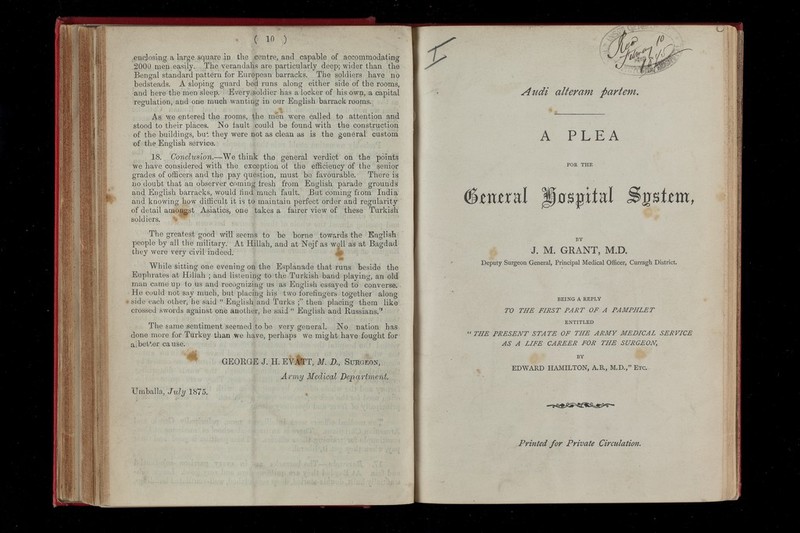 ( 10 )
enclosing a large square in the centre, and capable of accommodating
2000 men easily. The verandahs are particularly deep; wider than the
Bengal standard pattern for European barracks. The soldiers have no
bedsteads. A sloping guard bed runs along either side of the rooms,
and here the men sleep. Every soldier has a locker of his own, a capital
regulation, and one much wanting in our English barrack rooms.
As we entered the rooms, the men were called to attention and
stood to their places. No fault could be found with the construction
of the buildings, but they were not as clean as is the general custom
of the English service.
18. Conclusion.—We think the general verdict on the points
we have considered with the exception of the efficiency of the senior
grades of officers and the pay question, must be favourable. There is
no doubt that an observer coming fresh from English parade grounds
and English barracks, would find much fault. But coming from India
and knowing how difficult it is to maintain perfect order and regularity
of detail amongst Asiatics, one takes a fairer view of these Turkish
soldiers.
The greatest good will seems to be borne towards the English
people by all the military. At Hillah, and at Nejf as well as at Bagdad
they were very civil indeed.
While sitting one evening on the Esplanade that runs beside the
Euphrates at Hillah; and listening to the Turkish band playing, an old
man came up to us and recognizing us as English essayed to converse.
He could not say much, but placing his two forefingers together along
side each other, he said “ English and Turks ;” then placing them like
crossed swords against one another, he said “ English and Russians.”
The same sentiment seemed to be very general. No nation has
done more for Turkey than we have, perhaps we might have fought for
a better cause.
GEORGE J. H. EVATT, M. D., SURGEON,
Army Medical Department.
Umballa, July 1875.
I
10
Audi alteram partem.
A PLEA
FOR THE
General Hospital System,
BY
J. M. GRANT, M.D.
Deputy Surgeon General, Principal Medical Officer, Curragh District.
BEING A REPLY
TO THE FIRST PART OF A PAMPHLET
ENTITLED
“ THE PRESENT STATE OF THE ARMY MEDICAL SERVICE
AS A LIFE CAREER FOR THE SURGEON,
BY
EDWARD HAMILTON, A.B., M.D.,” ETC.
Printed for Private Circulation.